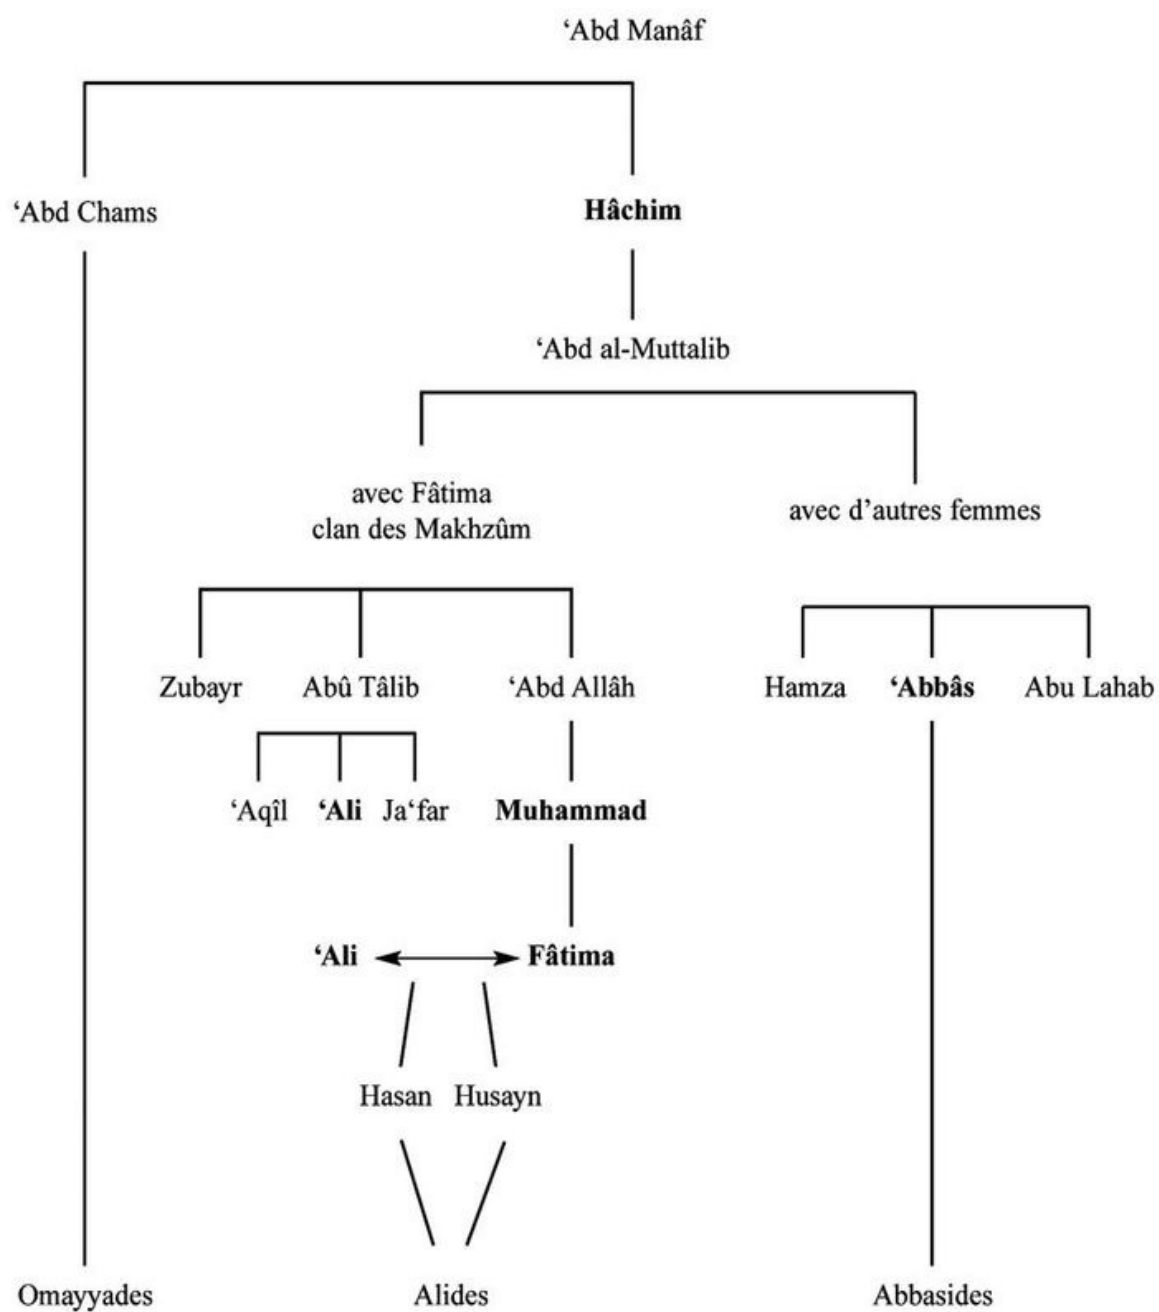 ‘Abd Manâf
‘Abd Chams
Hâchim
‘Abd al-Muttalib
avec Fâtima
clan des Makhzûm
avec d’autres femmes
Zubayr
Abû Tâlib
‘Abd Allâh
Hamza
‘Abbâs
Abu Lahab
‘Aqîl
‘Ali
Ja‘far
Muhammad
‘Ali
Fâtima
Hasan
Husayn
Omayyades
Alides
Abbasides